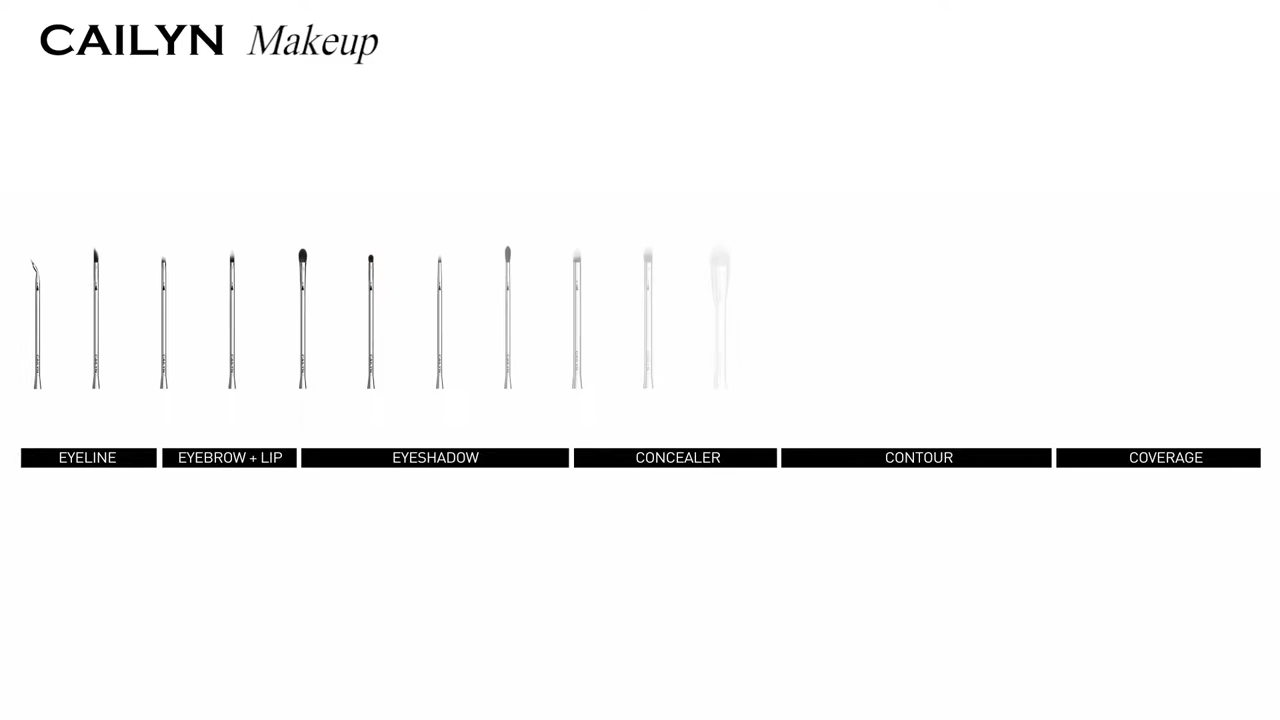 CAILYN Makeup
EYELINE
EYEBROW + LIP
EYESHADOW
CONCEALER
CONTOUR
COVERAGE